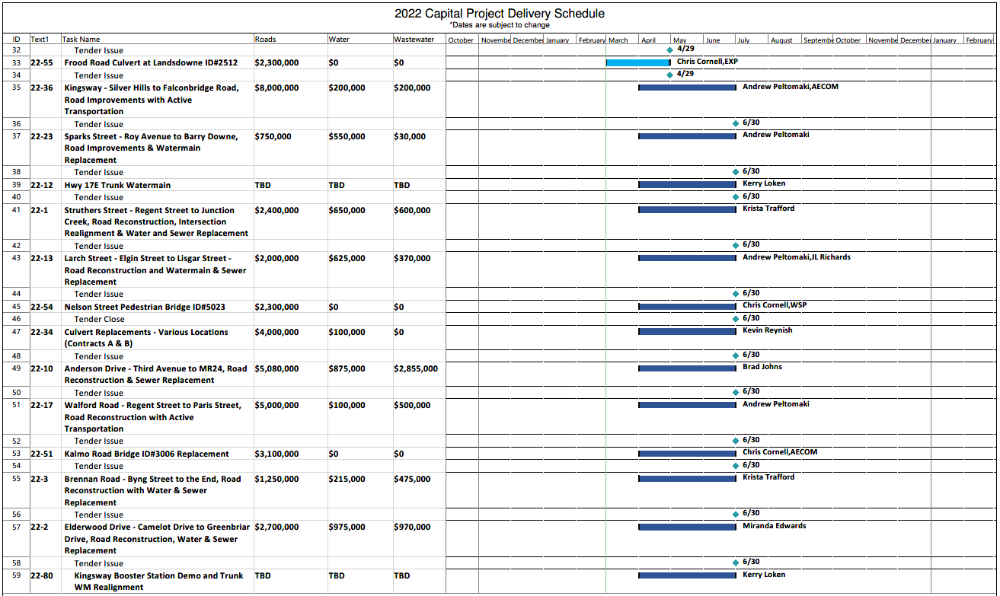 2022 Capital Project Delivery Schedule
*Dates are subject to change
ID Text1 Task Name Roads Water Wastewater October Novembe December January February March April May June July August Septembe October Novembe December January February
32 Tender Issue 4/29
33 22-55 Frood Road Culvert at Landsdowne ID#2512 $2,300,000 $0 $0 Chris Cornell,EXP
34 Tender Issue 4/29
35 22-36 Kingsway - Silver Hills to Falconbridge Road, $8,000,000 $200,000 $200,000 Andrew Peltomaki,AECOM
Road Improvements with Active
Transportation
36 Tender Issue 6/30
37 22-23 Sparks Street - Roy Avenue to Barry Downe, $750,000 $550,000 $30,000 Andrew Peltomaki
Road Improvements & Watermain
Replacement
38 Tender Issue 6/30
39 22-12 Hwy 17E Trunk Watermain TBD TBD TBD Kerry Loken
40 Tender Issue 6/30
41 22-1 Struthers Street - Regent Street to Junction $2,400,000 $650,000 $600,000 Krista Trafford
Creek, Road Reconstruction, Intersection
Realignment & Water and Sewer Replacement
42 Tender Issue 6/30
43 22-13 Larch Street - Elgin Street to Lisgar Street - $2,000,000 $625,000 $370,000 Andrew Peltomaki,JL Richards
Road Reconstruction and Watermain & Sewer
Replacement
44 Tender Issue 6/30
45 22-54 Nelson Street Pedestrian Bridge ID#5023 $2,300,000 $0 $0 Chris Cornell,WSP
46 Tender Close 6/30
47 22-34 Culvert Replacements - Various Locations $4,000,000 $100,000 $0 Kevin Reynish
(Contracts A & B)
48 Tender Issue 6/30
49 22-10 Anderson Drive - Third Avenue to MR24, Road $5,080,000 $875,000 $2,855,000 Brad Johns
Reconstruction & Sewer Replacement
50 Tender Issue 6/30
51 22-17 Walford Road - Regent Street to Paris Street, $5,000,000 $100,000 $500,000 Andrew Peltomaki
Road Reconstruction with Active
Transportation
52 Tender Issue 6/30
53 22-51 Kalmo Road Bridge ID#3006 Replacement $3,100,000 $0 $0 Chris Cornell,AECOM
54 Tender Issue 6/30
55 22-3 Brennan Road - Byng Street to the End, Road $1,250,000 $215,000 $475,000 Krista Trafford
Reconstruction with Water & Sewer
Replacement
56 Tender Issue 6/30
57 22-2 Elderwood Drive - Camelot Drive to Greenbriar $2,700,000 $975,000 $970,000 Miranda Edwards
Drive, Road Reconstruction, Water & Sewer
Replacement
58 Tender Issue 6/30
59 22-80 Kingsway Booster Station Demo and Trunk TBD TBD TBD Kerry Loken
WM Realignment